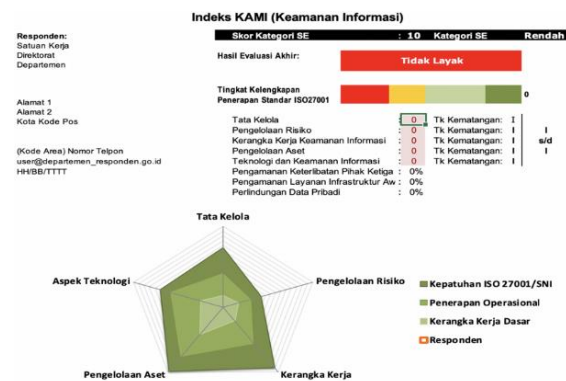 Indeks KAMI (Keamanan Informasi)
Responden:
Satuan Kerja
Direktorat
Departemen
Alamat 1
Alamat 2
Kota Kode Pos
(Kode Area) Nomor Telpon
user@departemen_responden.go.id
HH/BB/TTTT
Skor Kategori SE : 10 Kategori SE Rendah
Hasil Evaluasi Akhir: Tidak Layak
Tingkat Kelengkapan
Penerapan Standar ISO27001 0
Tata Kelola : 0 Tk Kematangan: I
Pengelolaan Risiko : 0 Tk Kematangan: I I
Kerangka Kerja Keamanan Informasi : 0 Tk Kematangan: I s/d
Pengelolaan Aset : 0 Tk Kematangan: I I
Teknologi dan Keamanan Informasi : 0 Tk Kematangan: I
Pengamanan Keterlibatan Pihak Ketiga : 0%
Pengamanan Layanan Infrastruktur Aw : 0%
Perlindungan Data Pribadi : 0%
Tata Kelola
Aspek Teknologi
Pengelolaan Risiko
Pengelolaan Aset
Kerangka Kerja
Kepatuhan ISO 27001/SNI
Penerapan Operasional
Kerangka Kerja Dasar
Responden